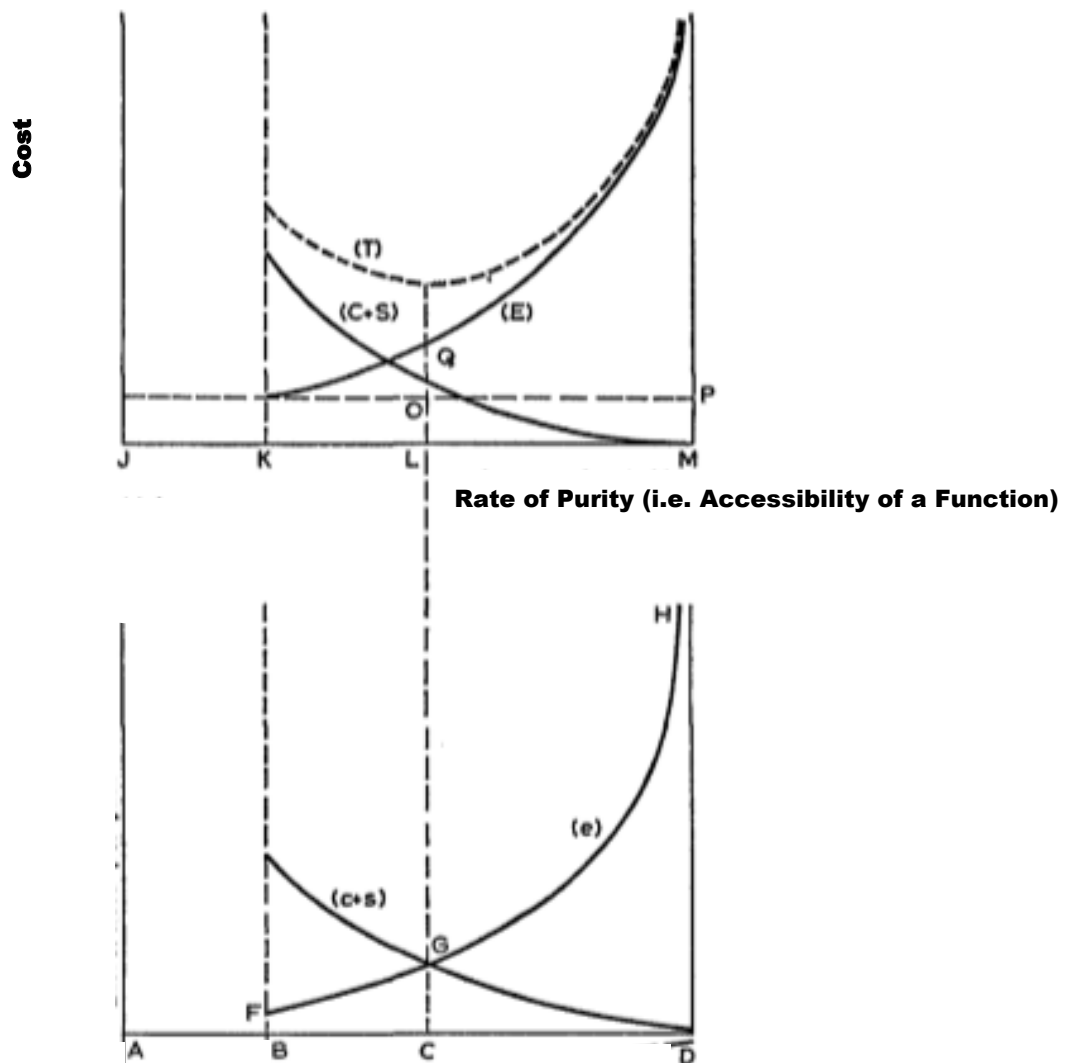 Cost
(T)
(C+S)
(E)
Q
O
P
J
K
L
M
Rate of Purity (i.e. Accessibility of a Function)
H
(e)
(c+s)
G
F
A
B
C
D